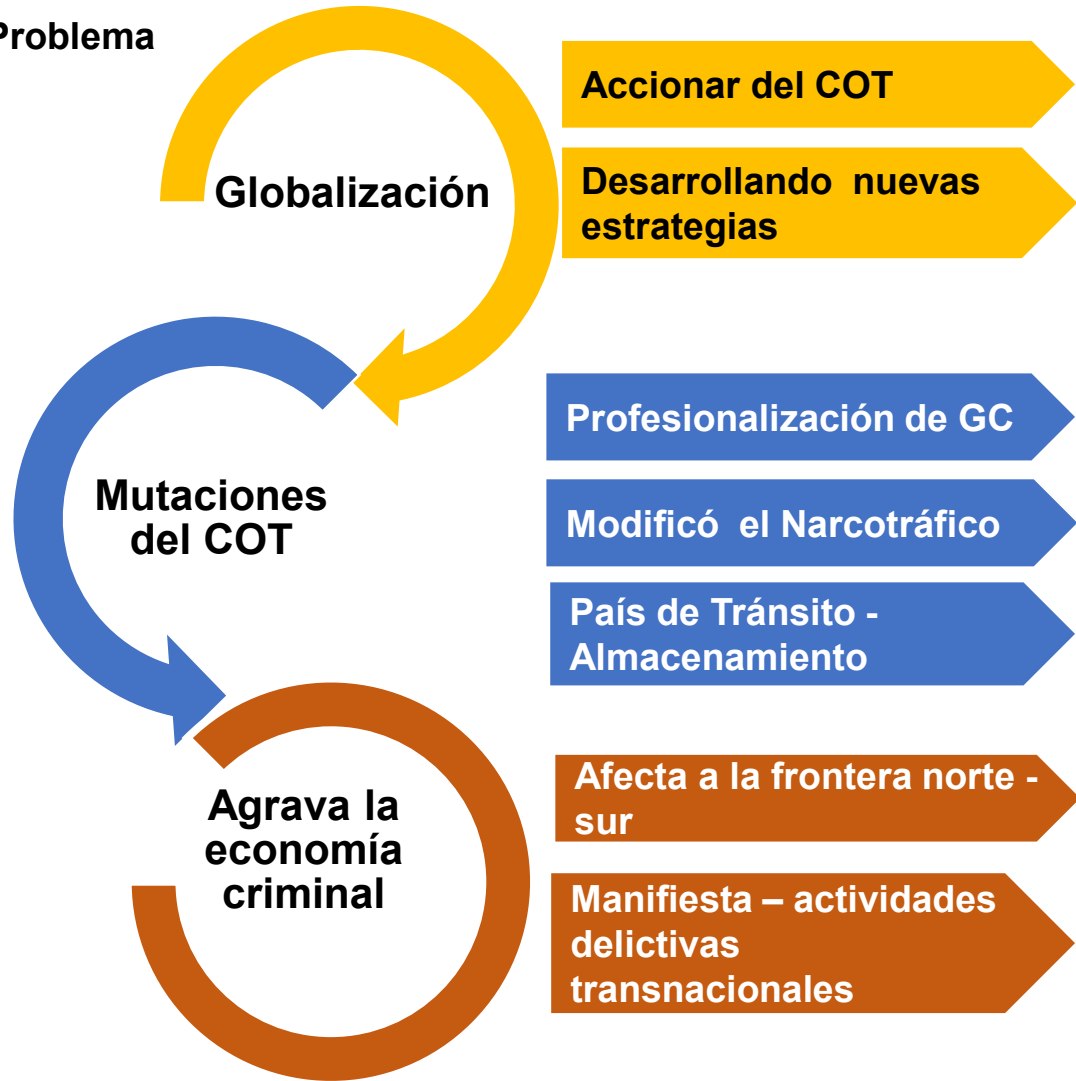 Problema
Globalización
Accionar del COT
Desarrollando nuevas
estrategias
Mutaciones
del COT
Profesionalización de GC
Modificó el Narcotráfico
País de Tránsito -
Almacenamiento
Agrava la
economía
criminal
Afecta a la frontera norte -
sur
Manifiesta – actividades
delictivas
transnacionales